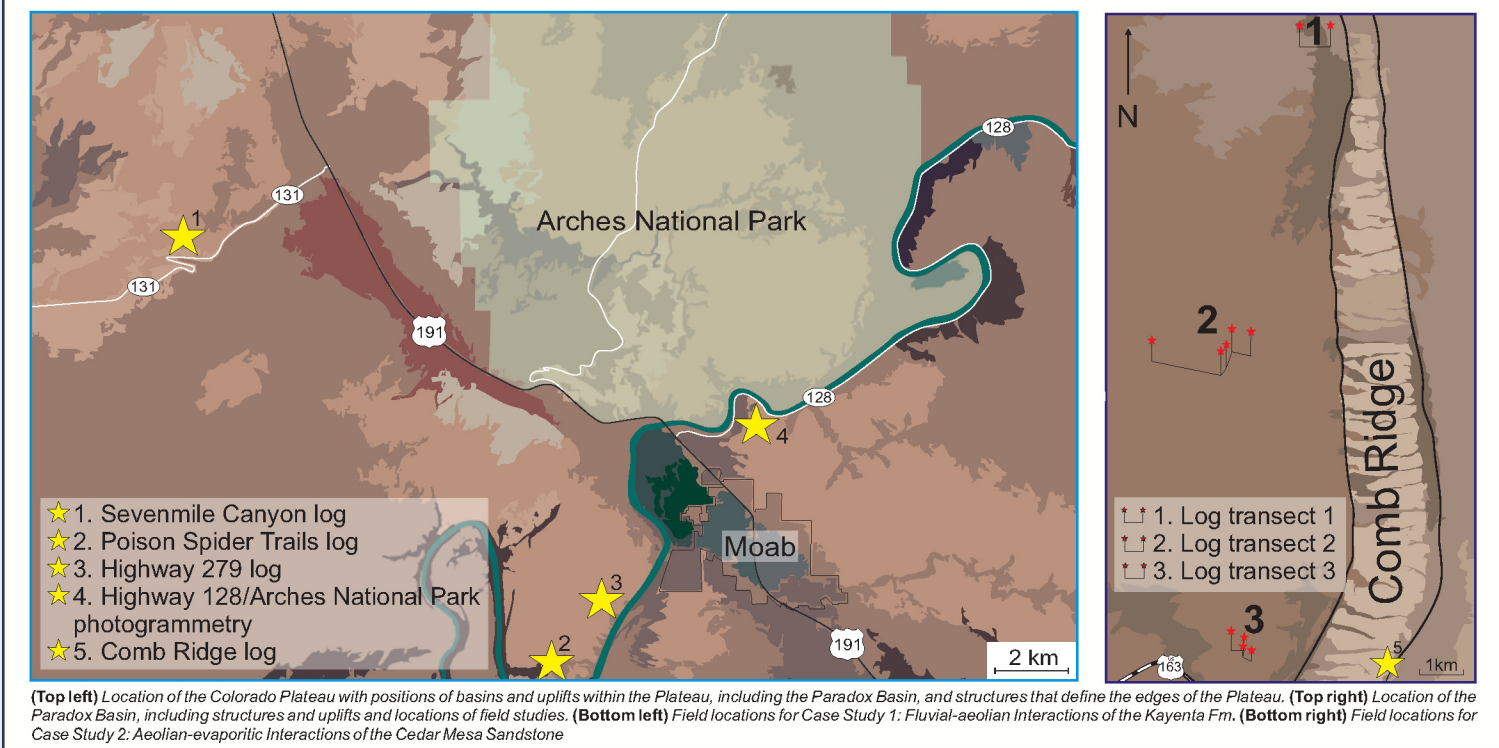 128
131
1
Arches National Park
131
191
128
4
1. Sevenmile Canyon log
2. Poison Spider Trails log
3. Highway 279 log
4. Highway 128/Arches National Park
photogrammetry
5. Comb Ridge log
Moab
3
2
191
2 km
1
N
2
Comb Ridge
1. Log transect 1
2. Log transect 2
3. Log transect 3
3
5
US
163
1km
(Top left) Location of the Colorado Plateau with positions of basins and uplifts within the Plateau, including the Paradox Basin, and structures that define the edges of the Plateau. (Top right) Location of the
Paradox Basin, including structures and uplifts and locations of field studies. (Bottom left) Field locations for Case Study 1: Fluvial-aeolian Interactions of the Kayenta Fm. (Bottom right) Field locations for
Case Study 2: Aeolian-evaporitic Interactions of the Cedar Mesa Sandstone